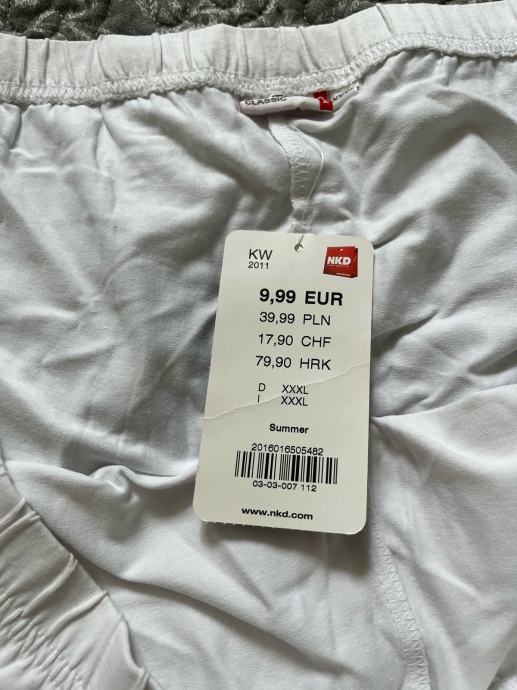 CLASSIC
KW
2011
NKD
9,99 EUR
39,99 PLN
17,90 CHF
79,90 HRK
D XXXL
I XXXL
Summer
2016016505482
03-03-007 112
www.nkd.com